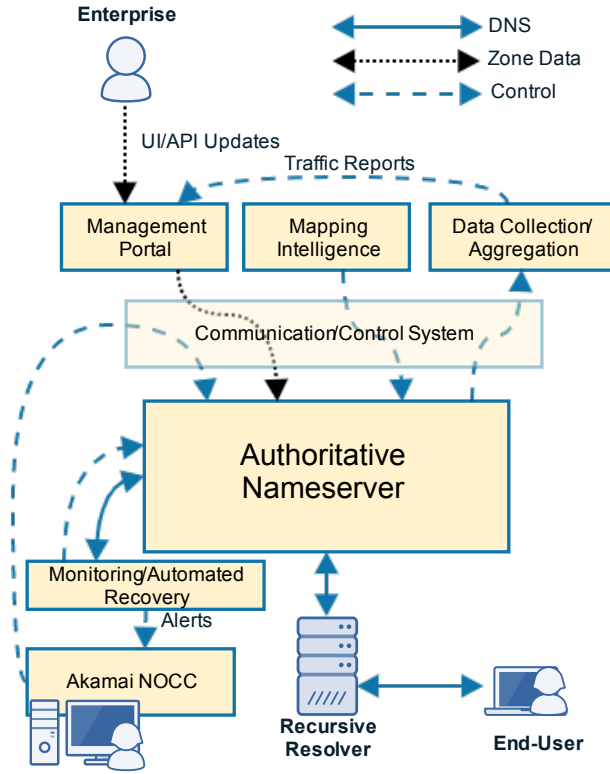 Enterprise
DNS
Zone Data
Control
UI/API Updates
Traffic Reports
Management
Portal
Mapping
Intelligence
Data Collection/
Aggregation
Communication/Control System
Authoritative
Nameserver
Monitoring/Automated
Recovery
Alerts
Akamai NOCC
Recursive
Resolver
End-User